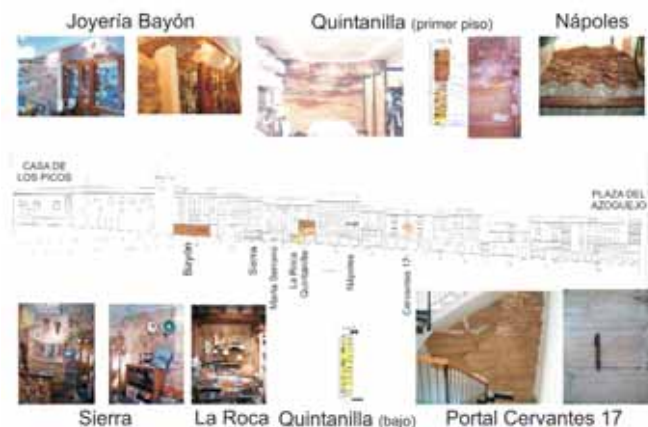 Joyería Bayón
Quintanilla (primer piso)
Nápoles
CASA DE
LOS PICOS
PLAZA DEL
AZOGUEJO
Bayón
Sierra
María Serrano
La Roca
Quintanilla
Nápoles
Cervantes 17
Sierra
La Roca
Quintanilla (bajo)
Portal Cervantes 17